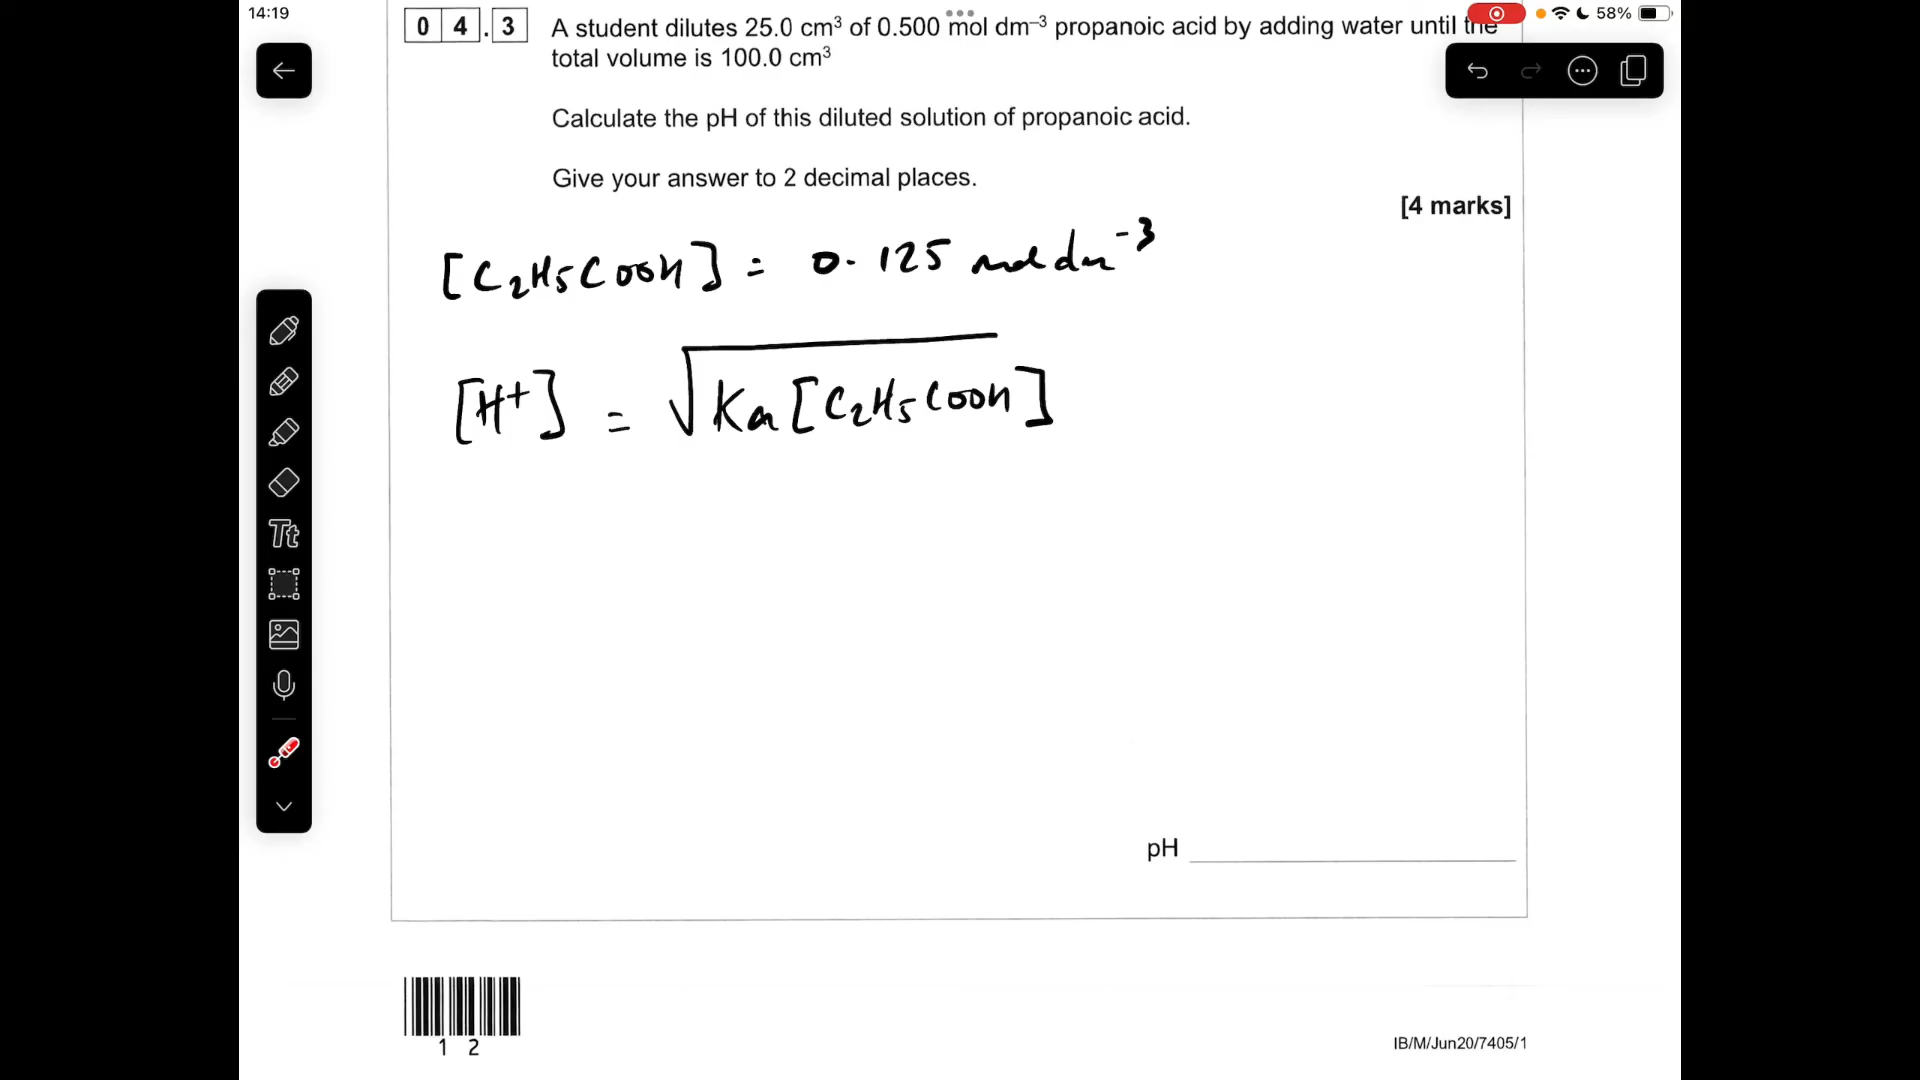 14:19
58%
04.3 A student dilutes 25.0 cm³ of 0.500 mol dm⁻³ propanoic acid by adding water until the
total volume is 100.0 cm³
Calculate the pH of this diluted solution of propanoic acid.
Give your answer to 2 decimal places.
[4 marks]
[C₂H₅COOH] = 0.125 mol dm⁻³
[H⁺] = √Ka[C₂H₅COOH]
Tt
pH
1 2
IB/M/Jun20/7405/1